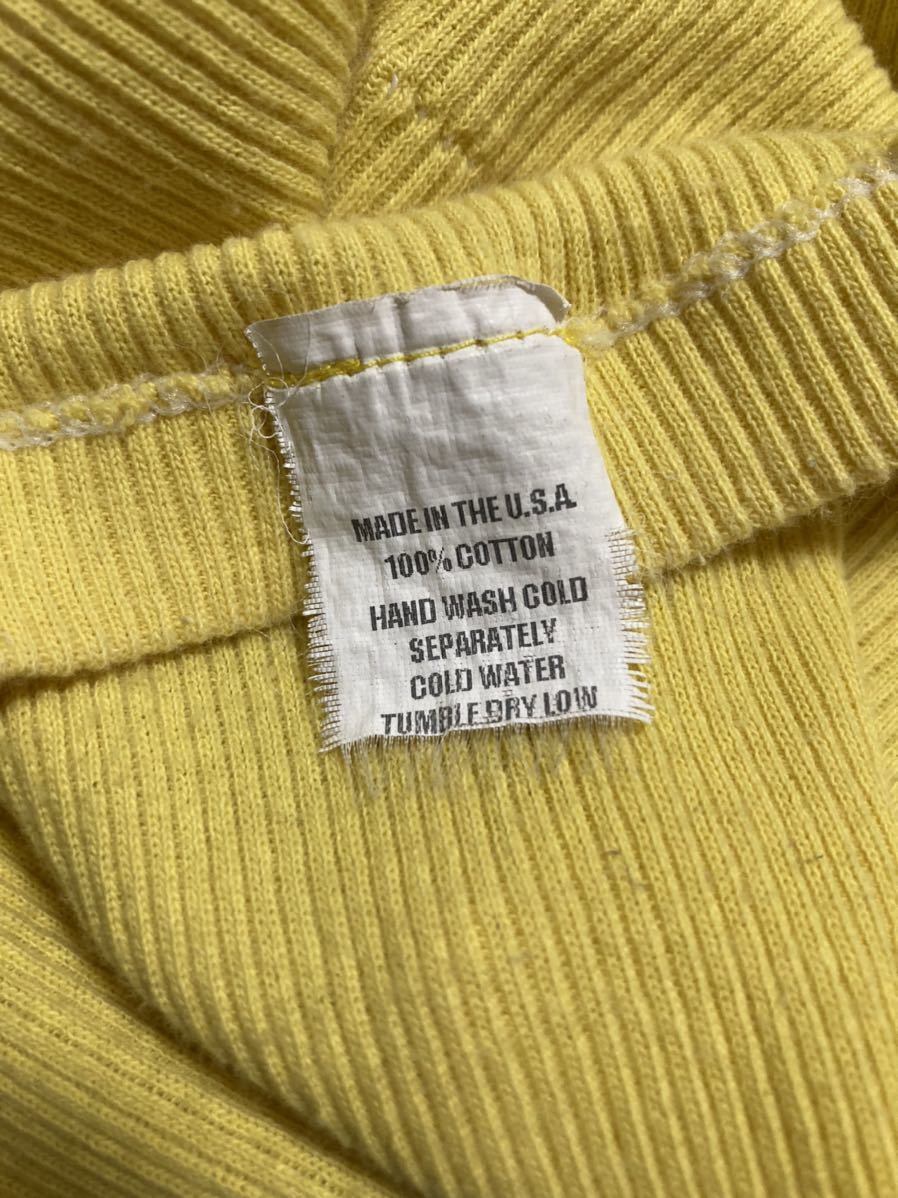 MADE IN THE U.S.A.
100% COTTON
HAND WASH COLD
SEPARATELY
COLD WATER
TUMBLE DRY LOW